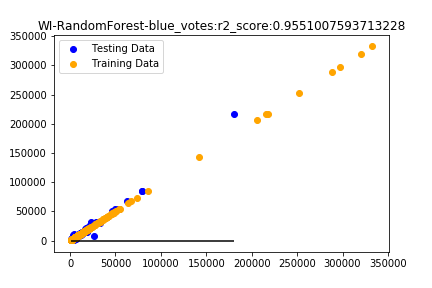 WI-RandomForest-blue_votes:r2_score:0.9551007593713228
350000
300000
250000
200000
150000
100000
50000
0
Testing Data
Training Data
0 50000 100000 150000 200000 250000 300000 350000